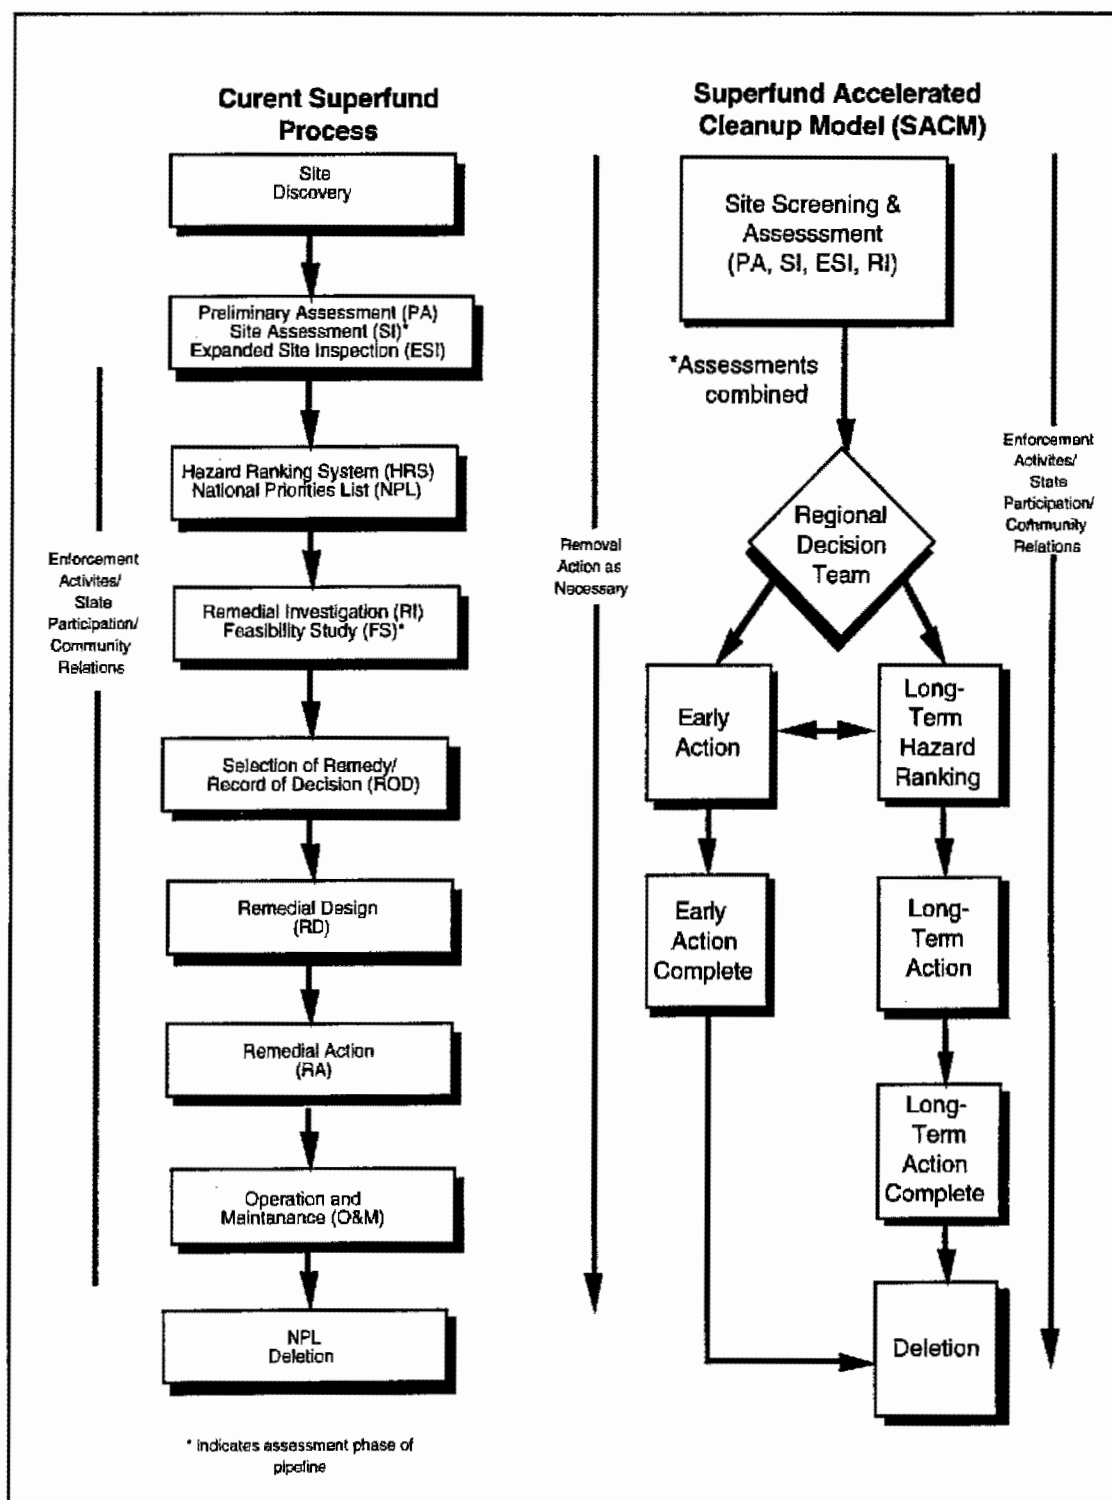 Curent Superfund
Process
Site
Discovery
Preliminary Assessment (PA)
Site Assessment (SI)*
Expanded Site Inspection (ESI)
Hazard Ranking System (HRS)
National Priorities List (NPL)
Enforcement
Activites/
State
Participation/
Community
Relations
Remedial Investigation (RI)
Feasibility Study (FS)*
Selection of Remedy/
Record of Decision (ROD)
Remedial Design
(RD)
Remedial Action
(RA)
Operation and
Maintanance (O&M)
NPL
Deletion
* indicates assessment phase of
pipeline
Removal
Action as
Necessary
Superfund Accelerated
Cleanup Model (SACM)
Site Screening &
Assesssment
(PA, SI, ESI, RI)
*Assessments
combined
Regional
Decision
Team
Enforcement
Activites/
State
Participation/
Community
Relations
Early
Action
Long-
Term
Hazard
Ranking
Early
Action
Complete
Long-
Term
Action
Long-
Term
Action
Complete
Deletion